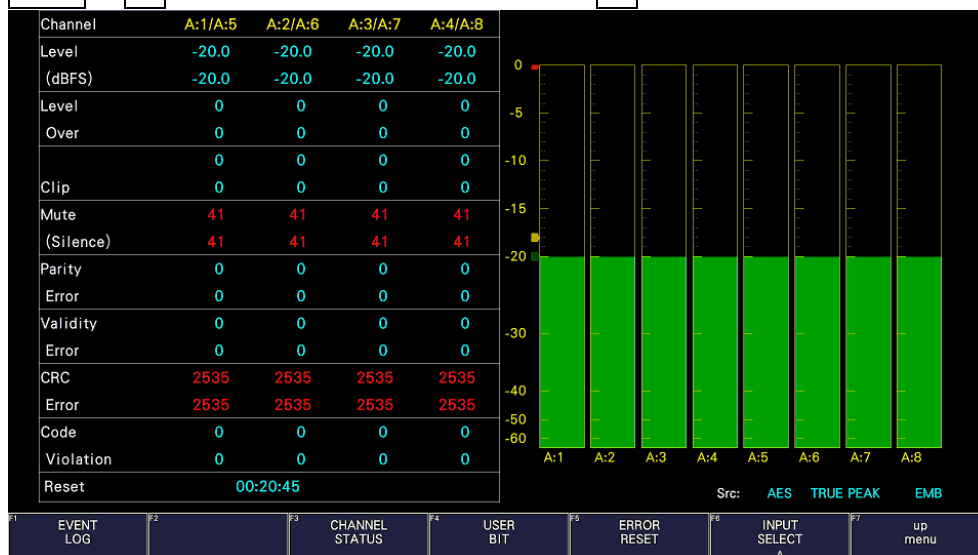 Channel A:1/A:5 A:2/A:6 A:3/A:7 A:4/A:8
Level -20.0 -20.0 -20.0 -20.0
(dBFS) -20.0 -20.0 -20.0 -20.0
Level 0 0 0 0
Over 0 0 0 0
0 0 0 0
Clip 0 0 0 0
Mute 41 41 41 41
(Silence) 41 41 41 41
Parity 0 0 0 0
Error 0 0 0 0
Validity 0 0 0 0
Error 0 0 0 0
CRC 2535 2535 2535 2535
Error 2535 2535 2535 2535
Code 0 0 0 0
Violation 0 0 0 0
Reset 00:20:45
0
-5
-10
-15
-20
-30
-40
-50
-60
A:1 A:2 A:3 A:4 A:5 A:6 A:7 A:8
Src: AES TRUE PEAK EMB
F1 EVENT LOG
F2
F3 CHANNEL STATUS
F4 USER BIT
F5 ERROR RESET
F6 INPUT SELECT
F7 up menu